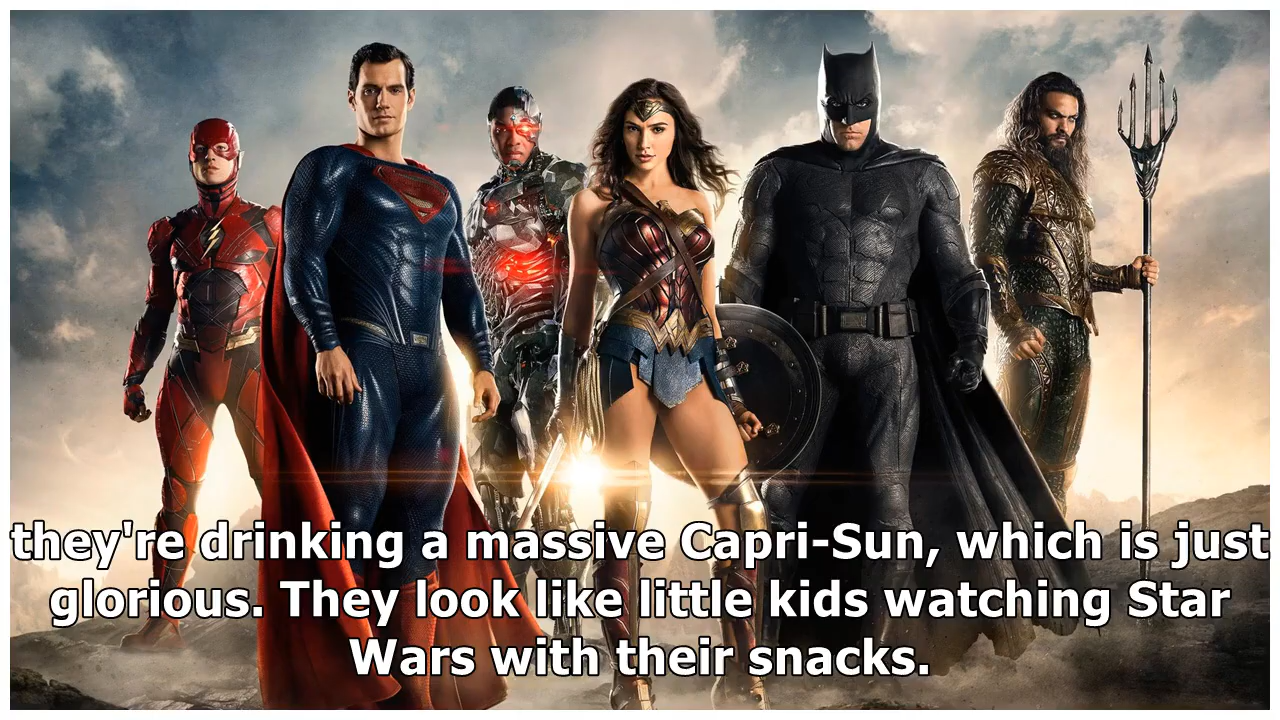 they're drinking a massive Capri-Sun, which is just
glorious. They look like little kids watching Star
Wars with their snacks.